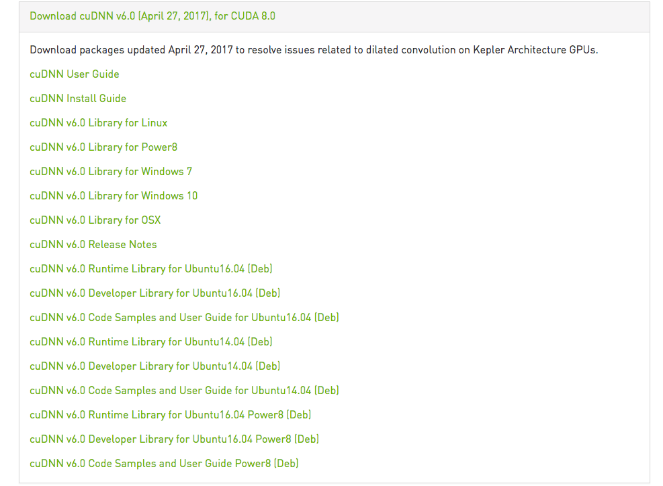 Download cuDNN v6.0 (April 27, 2017), for CUDA 8.0
Download packages updated April 27, 2017 to resolve issues related to dilated convolution on Kepler Architecture GPUs.
cuDNN User Guide
cuDNN Install Guide
cuDNN v6.0 Library for Linux
cuDNN v6.0 Library for Power8
cuDNN v6.0 Library for Windows 7
cuDNN v6.0 Library for Windows 10
cuDNN v6.0 Library for OSX
cuDNN v6.0 Release Notes
cuDNN v6.0 Runtime Library for Ubuntu16.04 (Deb)
cuDNN v6.0 Developer Library for Ubuntu16.04 (Deb)
cuDNN v6.0 Code Samples and User Guide for Ubuntu16.04 (Deb)
cuDNN v6.0 Runtime Library for Ubuntu14.04 (Deb)
cuDNN v6.0 Developer Library for Ubuntu14.04 (Deb)
cuDNN v6.0 Code Samples and User Guide for Ubuntu14.04 (Deb)
cuDNN v6.0 Runtime Library for Ubuntu16.04 Power8 (Deb)
cuDNN v6.0 Developer Library for Ubuntu16.04 Power8 (Deb)
cuDNN v6.0 Code Samples and User Guide Power8 (Deb)